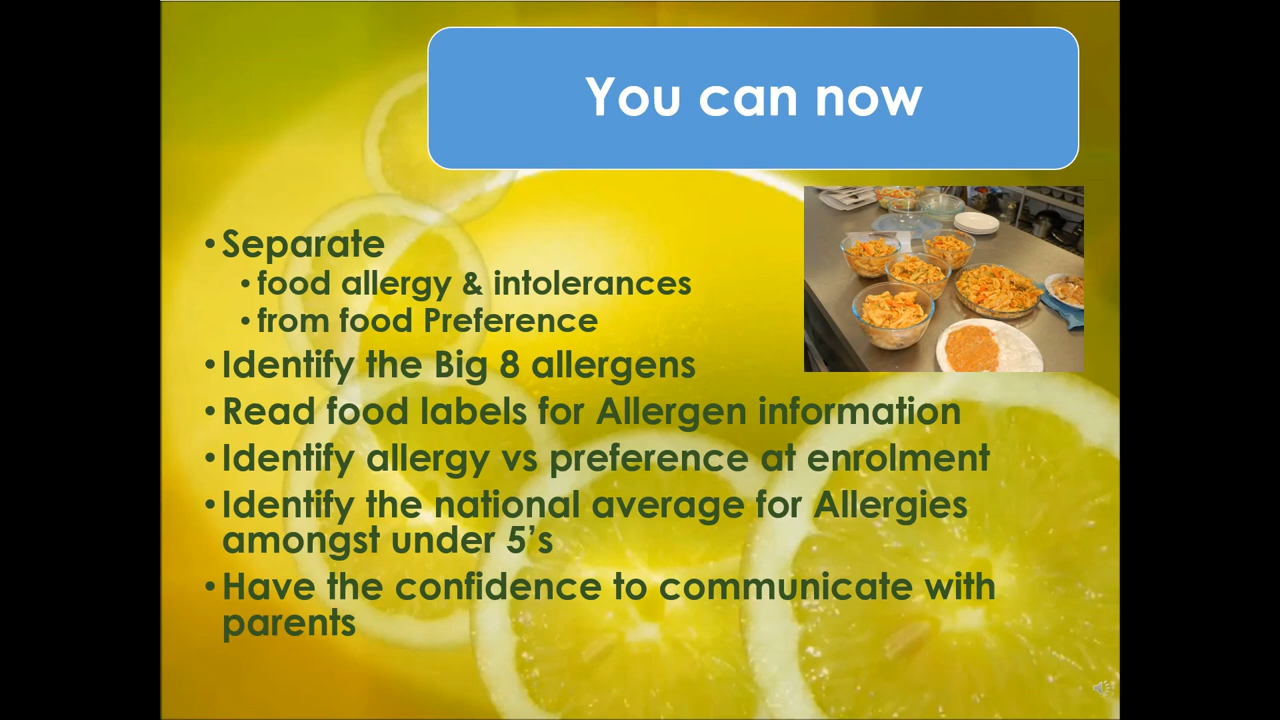 You can now
• Separate
• food allergy & intolerances
• from food Preference
• Identify the Big 8 allergens
• Read food labels for Allergen information
• Identify allergy vs preference at enrolment
• Identify the national average for Allergies
amongst under 5’s
• Have the confidence to communicate with
parents